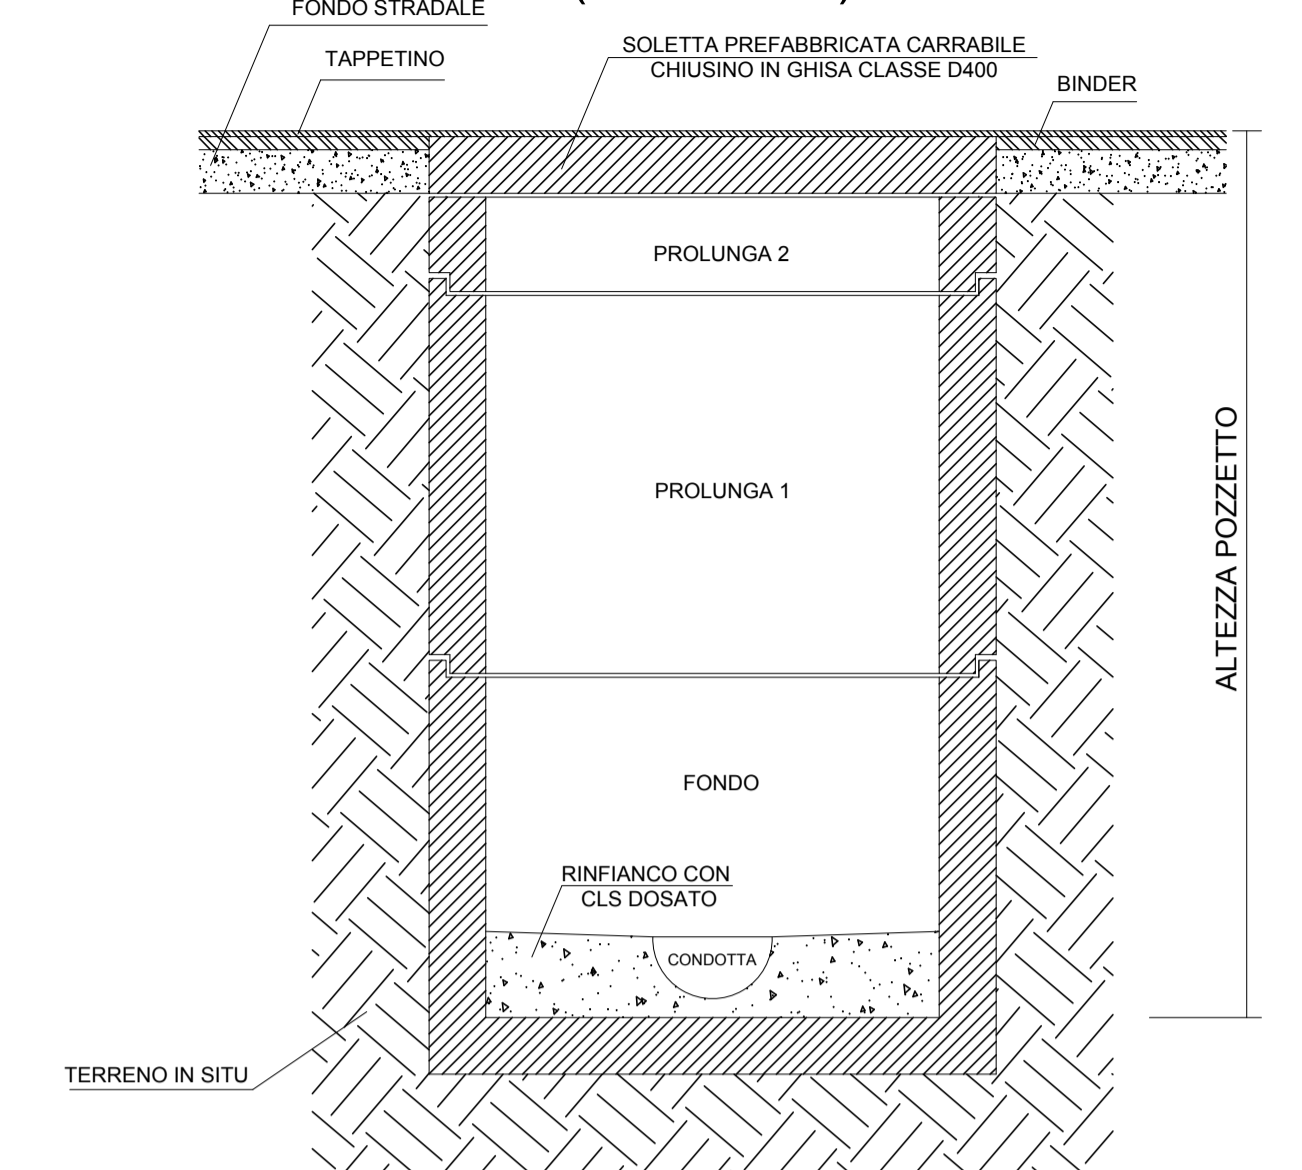 FONDO STRADALE
TAPPETINO
SOLETTA PREFABBRICATA CARRABILE
CHIUSINO IN GHISA CLASSE D400
BINDER
PROLUNGA 2
PROLUNGA 1
ALTEZZA POZZETTO
FONDO
RINFIANCO CON
CLS DOSATO
CONDOTTA
TERRENO IN SITU